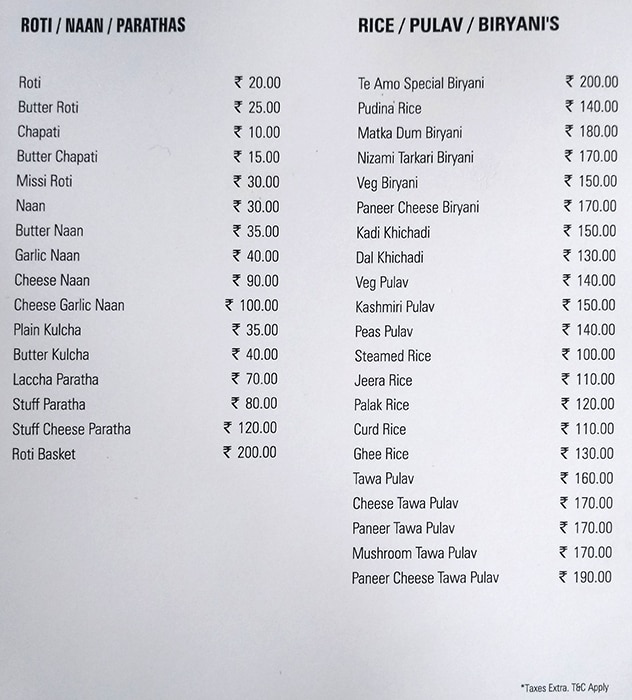 ROTI / NAAN / PARATHAS
Roti ₹ 20.00
Butter Roti ₹ 25.00
Chapati ₹ 10.00
Butter Chapati ₹ 15.00
Missi Roti ₹ 30.00
Naan ₹ 30.00
Butter Naan ₹ 35.00
Garlic Naan ₹ 40.00
Cheese Naan ₹ 90.00
Cheese Garlic Naan ₹ 100.00
Plain Kulcha ₹ 35.00
Butter Kulcha ₹ 40.00
Laccha Paratha ₹ 70.00
Stuff Paratha ₹ 80.00
Stuff Cheese Paratha ₹ 120.00
Roti Basket ₹ 200.00
RICE / PULAV / BIRYANI'S
Te Amo Special Biryani ₹ 200.00
Pudina Rice ₹ 140.00
Matka Dum Biryani ₹ 180.00
Nizami Tarkari Biryani ₹ 170.00
Veg Biryani ₹ 150.00
Paneer Cheese Biryani ₹ 170.00
Kadi Khichadi ₹ 150.00
Dal Khichadi ₹ 130.00
Veg Pulav ₹ 140.00
Kashmiri Pulav ₹ 150.00
Peas Pulav ₹ 140.00
Steamed Rice ₹ 100.00
Jeera Rice ₹ 110.00
Palak Rice ₹ 120.00
Curd Rice ₹ 110.00
Ghee Rice ₹ 130.00
Tawa Pulav ₹ 160.00
Cheese Tawa Pulav ₹ 170.00
Paneer Tawa Pulav ₹ 170.00
Mushroom Tawa Pulav ₹ 170.00
Paneer Cheese Tawa Pulav ₹ 190.00
*Taxes Extra. T&C Apply